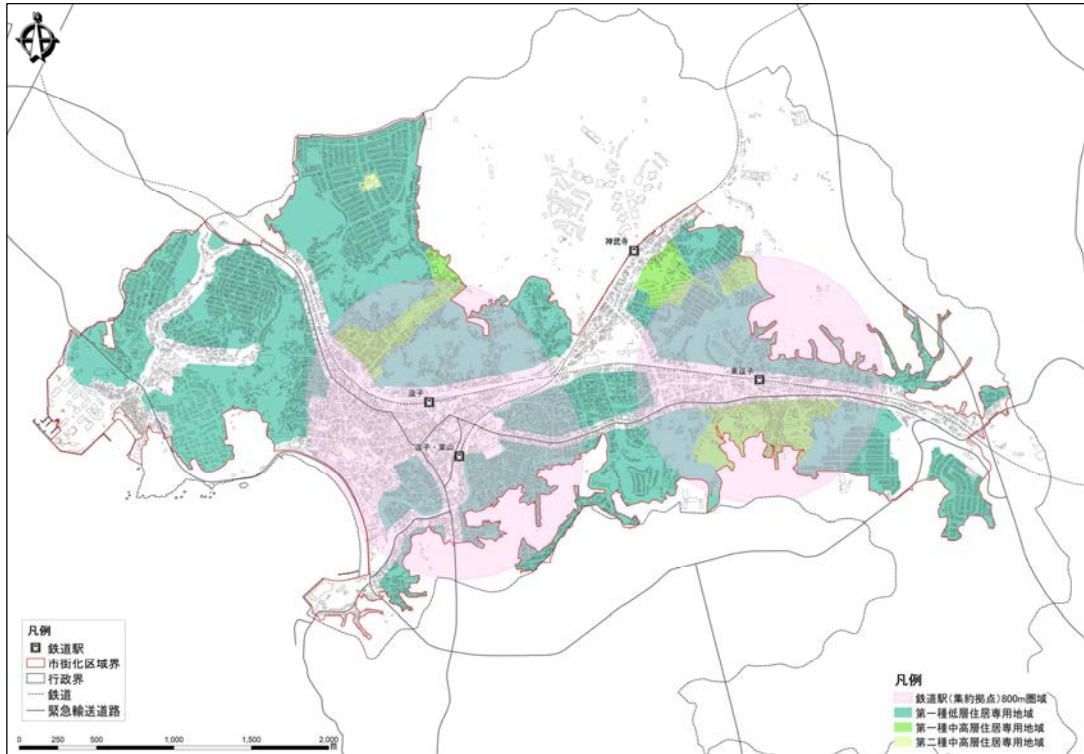 神武寺
逗子
東逗子
逗子・葉山
凡例
鉄道駅
市街化区域界
行政界
鉄道
緊急輸送道路
0 250 500 1,000 1,500 2,000
m
凡例
鉄道駅(集約拠点)800m圏域
第一種低層住居専用地域
第一種中高層住居専用地域
第二種中高層住居専用地域